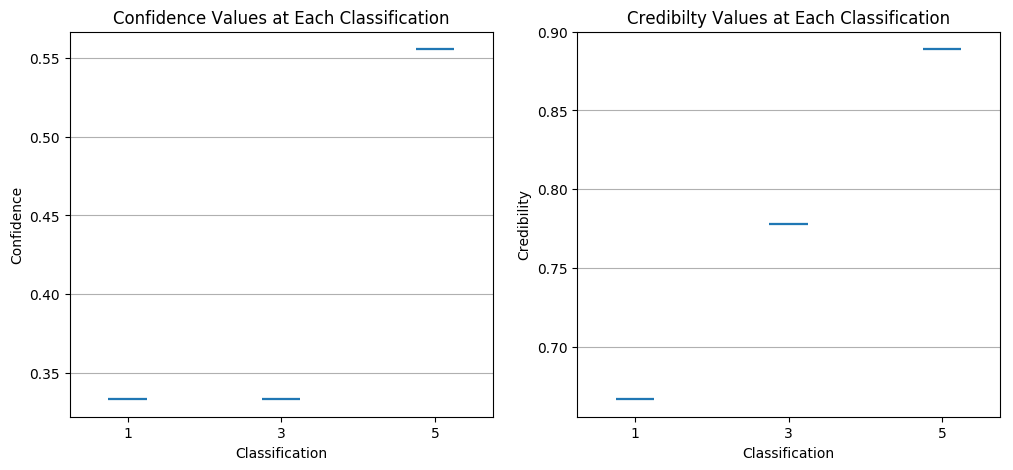 Confidence Values at Each Classification
0.55
0.50
0.45
0.40
0.35
Confidence
1 3 5
Classification
Credibilty Values at Each Classification
0.90
0.85
0.80
0.75
0.70
Credibility
1 3 5
Classification